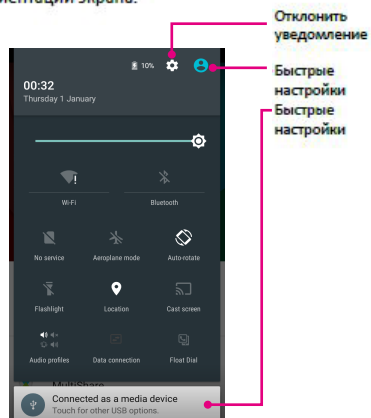 ориентации экрана.
Отклонить
уведомление
10%
Быстрые
настройки
00:32
Thursday 1 January
Быстрые
настройки
Wi-Fi Bluetooth
No service Aeroplane mode Auto-rotate
Flashlight Location Cast screen
Audio profiles Data connection Float Dial
MultiShare
Connected as a media device
Touch for other USB options.